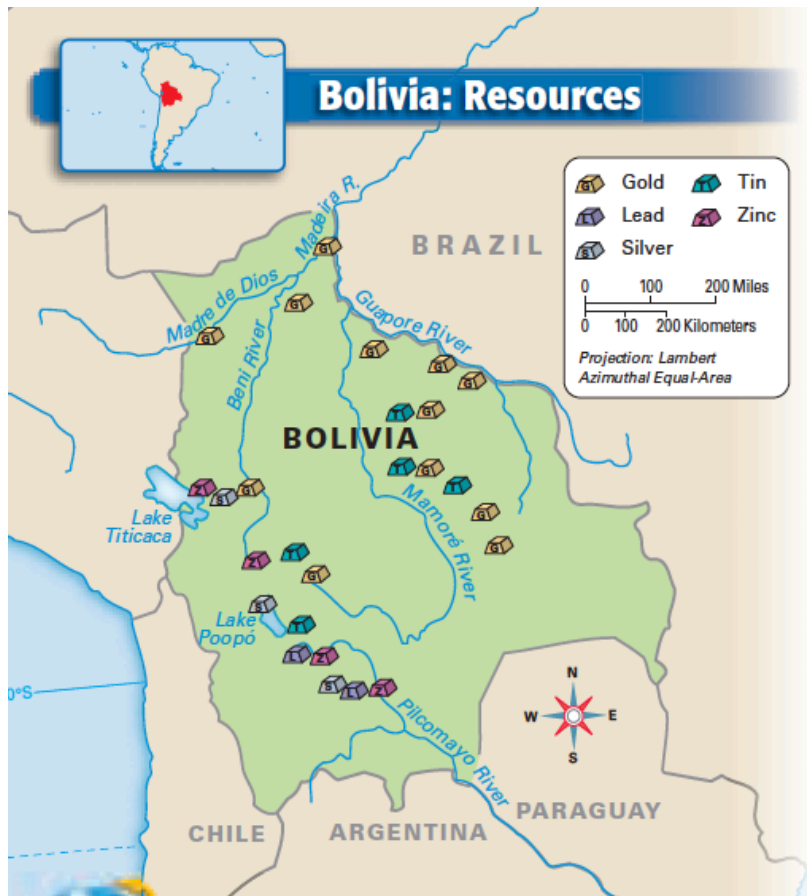 Bolivia: Resources
G Gold
T Tin
L Lead
Z Zinc
S Silver
0 100 200 Miles
0 100 200 Kilometers
Projection: Lambert
Azimuthal Equal-Area
BRAZIL
Madeira R.
G
Madre de Dios
G
G
Guapore River
Beni River
G
G
G
T
G
BOLIVIA
T
G
T
Z
S
G
G
Lake
Titicaca
Mamoré River
G
Z
T
G
S
Lake
Poopó
T
L
Z
S
L
Z
°S
Pilcomayo River
N
W
E
S
PARAGUAY
CHILE
ARGENTINA